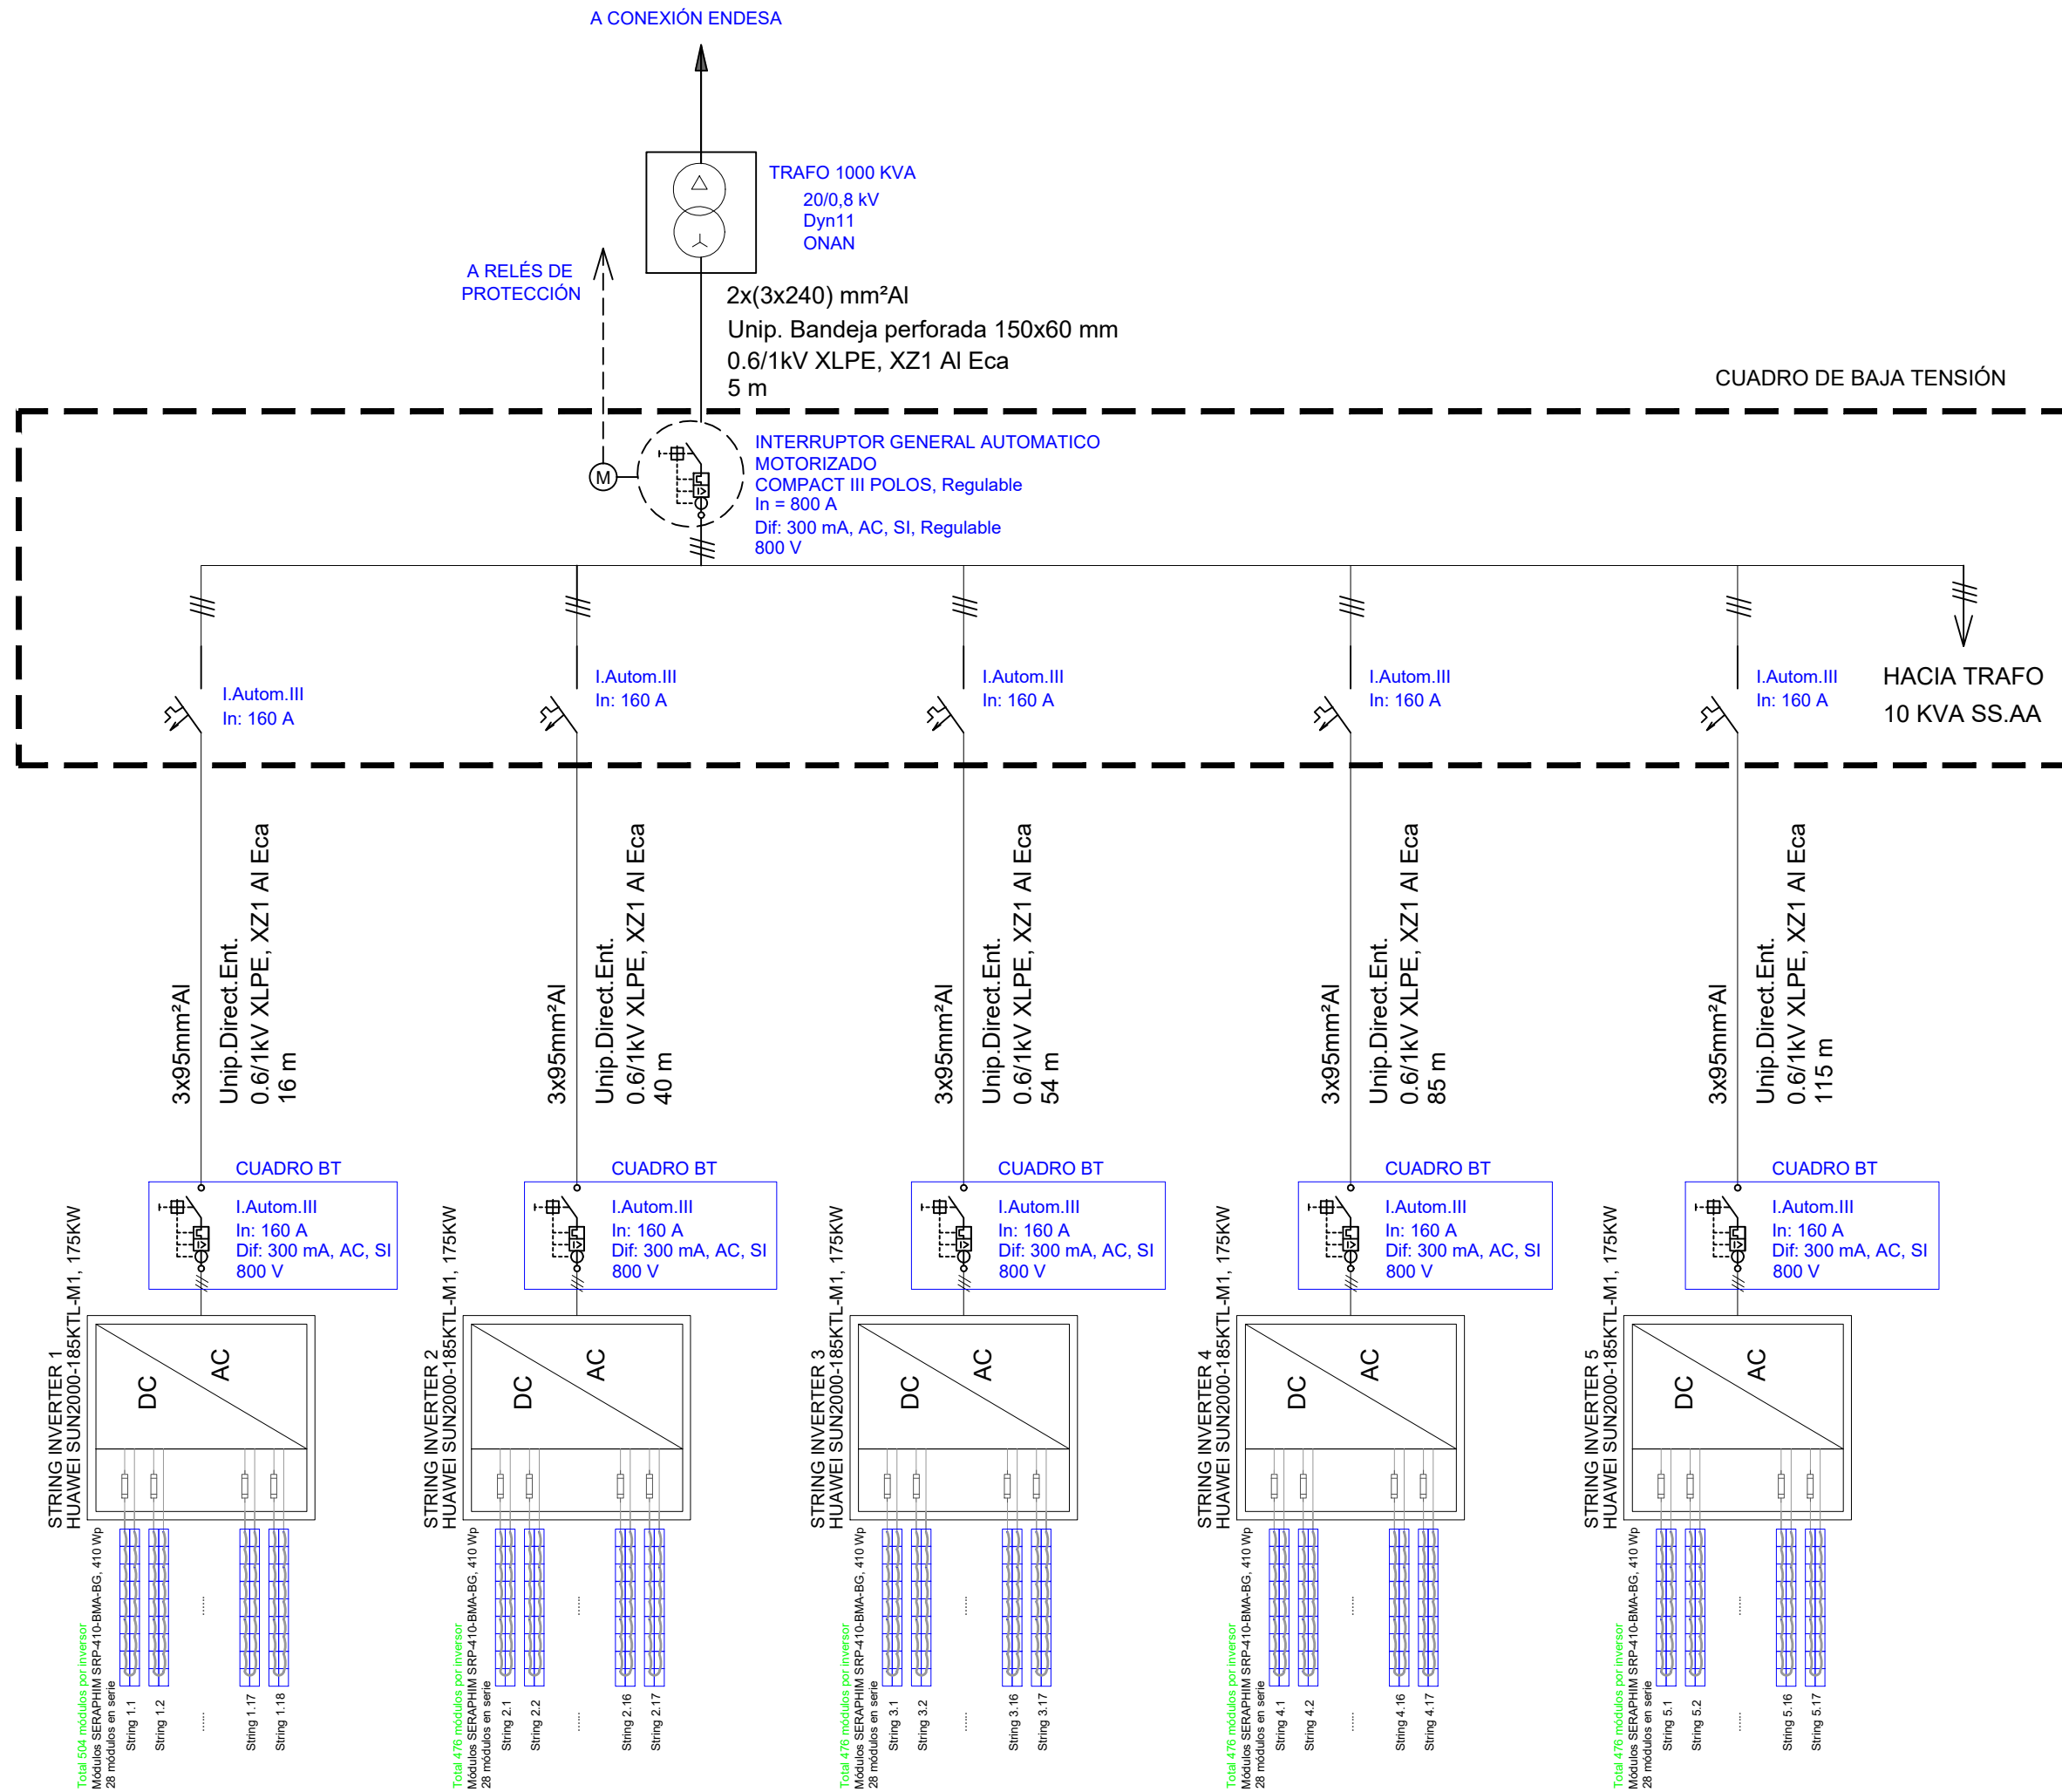 A CONEXIÓN ENDESA
TRAFO 1000 KVA
20/0,8 kV
Dyn11
ONAN
A RELÉS DE
PROTECCIÓN
2x(3x240) mm²Al
Unip. Bandeja perforada 150x60 mm
0.6/1kV XLPE, XZ1 Al Eca
5 m
CUADRO DE BAJA TENSIÓN
M
INTERRUPTOR GENERAL AUTOMATICO
MOTORIZADO
COMPACT III POLOS, Regulable
In = 800 A
Dif: 300 mA, AC, SI, Regulable
800 V
I.Autom.III
In: 160 A
I.Autom.III
In: 160 A
I.Autom.III
In: 160 A
I.Autom.III
In: 160 A
I.Autom.III
In: 160 A
HACIA TRAFO
10 KVA SS.AA
3x95mm²Al
Unip.Direct.Ent.
0.6/1kV XLPE, XZ1 Al Eca
16 m
3x95mm²Al
Unip.Direct.Ent.
0.6/1kV XLPE, XZ1 Al Eca
40 m
3x95mm²Al
Unip.Direct.Ent.
0.6/1kV XLPE, XZ1 Al Eca
54 m
3x95mm²Al
Unip.Direct.Ent.
0.6/1kV XLPE, XZ1 Al Eca
85 m
3x95mm²Al
Unip.Direct.Ent.
0.6/1kV XLPE, XZ1 Al Eca
115 m
CUADRO BT
I.Autom.III
In: 160 A
Dif: 300 mA, AC, SI
800 V
CUADRO BT
I.Autom.III
In: 160 A
Dif: 300 mA, AC, SI
800 V
CUADRO BT
I.Autom.III
In: 160 A
Dif: 300 mA, AC, SI
800 V
CUADRO BT
I.Autom.III
In: 160 A
Dif: 300 mA, AC, SI
800 V
CUADRO BT
I.Autom.III
In: 160 A
Dif: 300 mA, AC, SI
800 V
STRING INVERTER 1
HUAWEI SUN2000-185KTL-M1, 175KW
DC
AC
STRING INVERTER 2
HUAWEI SUN2000-185KTL-M1, 175KW
DC
AC
STRING INVERTER 3
HUAWEI SUN2000-185KTL-M1, 175KW
DC
AC
STRING INVERTER 4
HUAWEI SUN2000-185KTL-M1, 175KW
DC
AC
STRING INVERTER 5
HUAWEI SUN2000-185KTL-M1, 175KW
DC
AC
Total 504 módulos por inversor
Módulos SERAPHIM SRP-410-BMA-BG, 410 Wp
28 módulos en serie
String 1.1
String 1.2
......
......
String 1.17
String 1.18
Total 476 módulos por inversor
Módulos SERAPHIM SRP-410-BMA-BG, 410 Wp
28 módulos en serie
String 2.1
String 2.2
......
......
String 2.16
String 2.17
Total 476 módulos por inversor
Módulos SERAPHIM SRP-410-BMA-BG, 410 Wp
28 módulos en serie
String 3.1
String 3.2
......
......
String 3.16
String 3.17
Total 476 módulos por inversor
Módulos SERAPHIM SRP-410-BMA-BG, 410 Wp
28 módulos en serie
String 4.1
String 4.2
......
......
String 4.16
String 4.17
Total 476 módulos por inversor
Módulos SERAPHIM SRP-410-BMA-BG, 410 Wp
28 módulos en serie
String 5.1
String 5.2
......
......
String 5.16
String 5.17